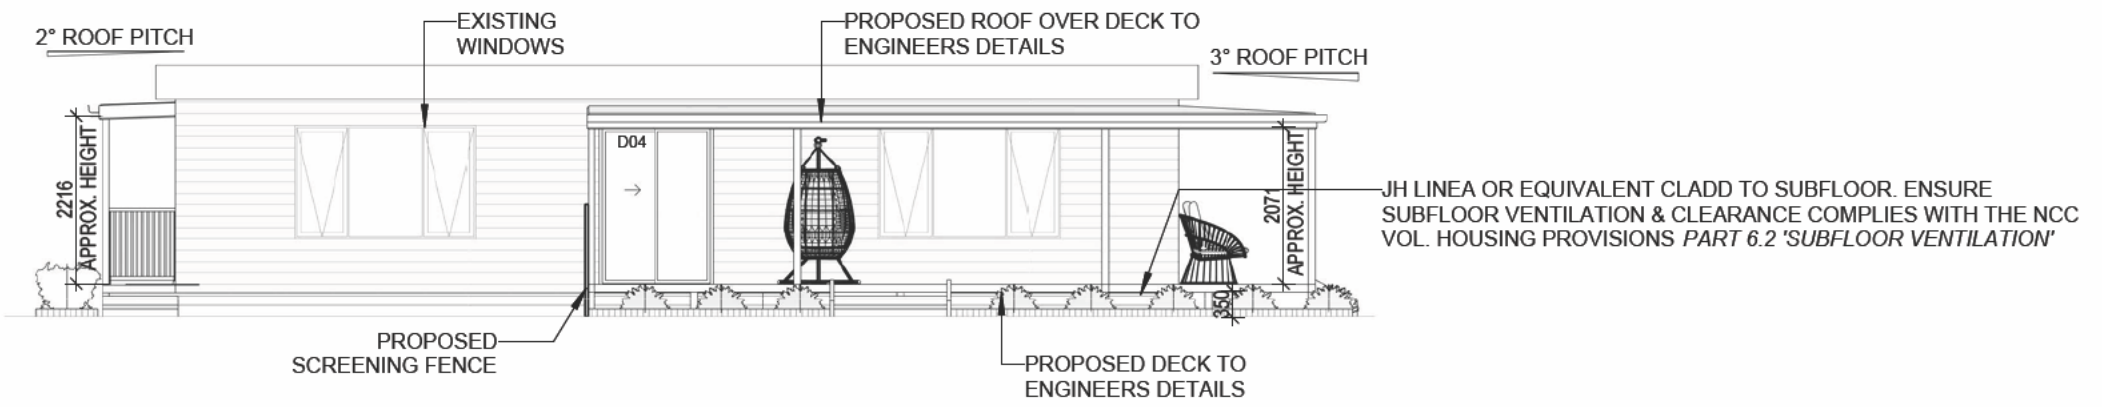 EXISTING
WINDOWS
PROPOSED ROOF OVER DECK TO
ENGINEERS DETAILS
2° ROOF PITCH
3° ROOF PITCH
2216
APPROX. HEIGHT
D04
2071
APPROX. HEIGHT
JH LINEA OR EQUIVALENT CLADD TO SUBFLOOR. ENSURE
SUBFLOOR VENTILATION & CLEARANCE COMPLIES WITH THE NCC
VOL. HOUSING PROVISIONS PART 6.2 'SUBFLOOR VENTILATION'
350
PROPOSED
SCREENING FENCE
PROPOSED DECK TO
ENGINEERS DETAILS